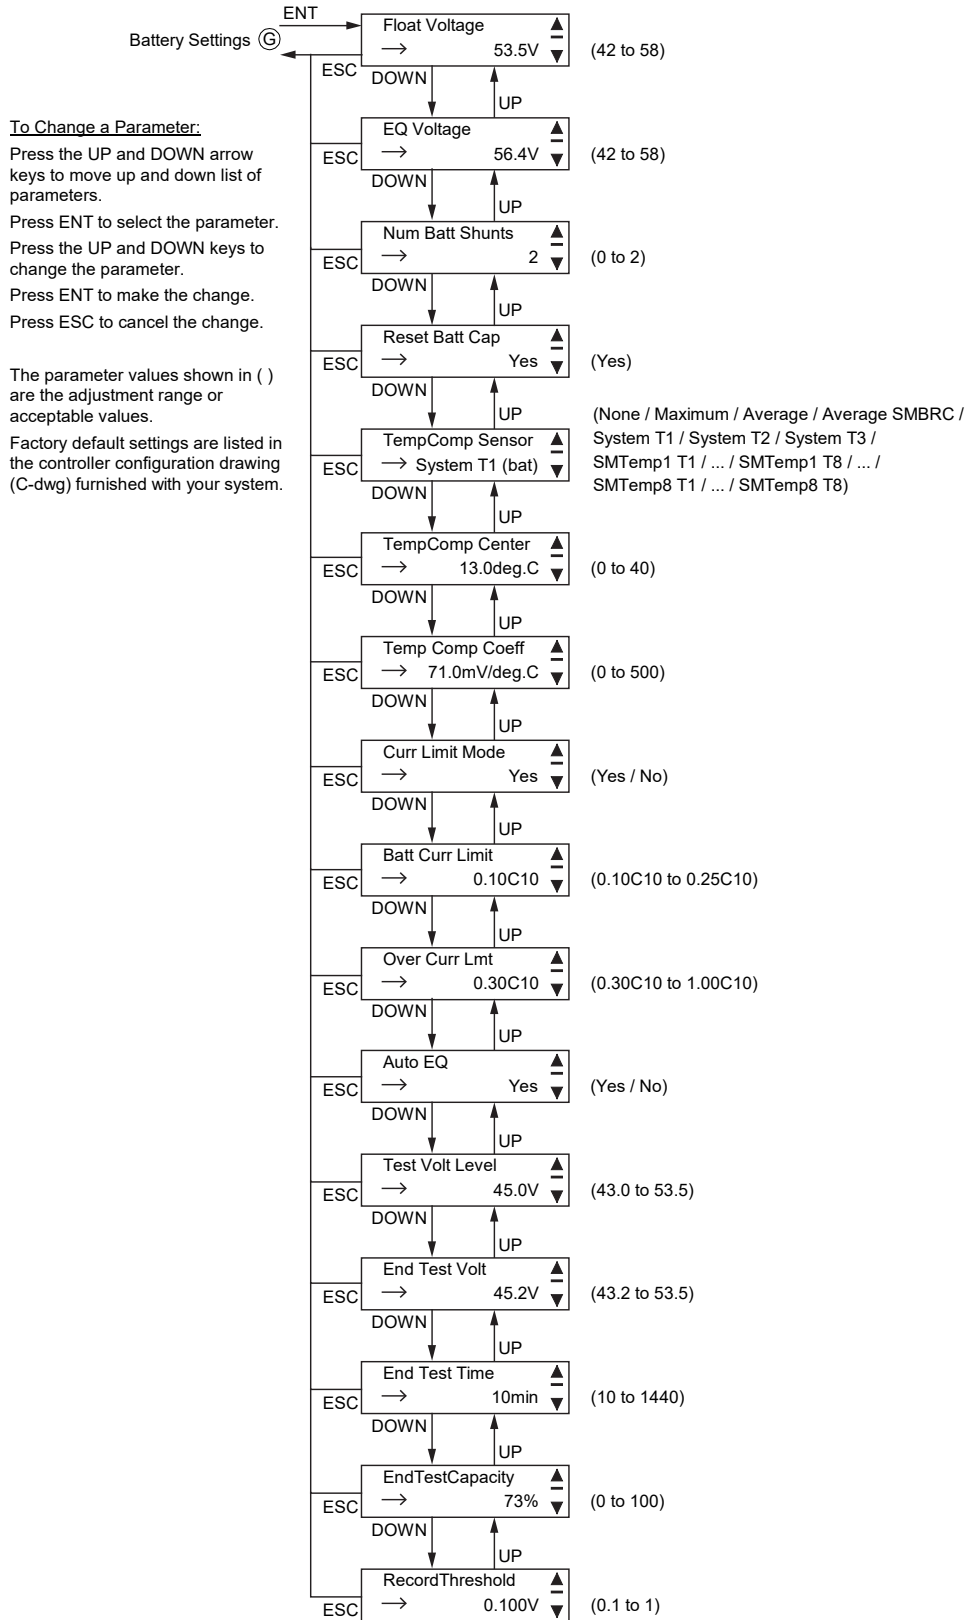 ENT
Battery Settings G
Float Voltage
→ 53.5V
(42 to 58)
ESC
DOWN
UP
To Change a Parameter:
Press the UP and DOWN arrow
keys to move up and down list of
parameters.
Press ENT to select the parameter.
Press the UP and DOWN keys to
change the parameter.
Press ENT to make the change.
Press ESC to cancel the change.
The parameter values shown in ( )
are the adjustment range or
acceptable values.
Factory default settings are listed in
the controller configuration drawing
(C-dwg) furnished with your system.
EQ Voltage
→ 56.4V
(42 to 58)
ESC
DOWN
UP
Num Batt Shunts
→ 2
(0 to 2)
ESC
DOWN
UP
Reset Batt Cap
→ Yes
(Yes)
ESC
DOWN
UP
TempComp Sensor
→ System T1 (bat)
(None / Maximum / Average / Average SMBRC /
System T1 / System T2 / System T3 /
SMTemp1 T1 / ... / SMTemp1 T8 / ... /
SMTemp8 T1 / ... / SMTemp8 T8)
ESC
DOWN
UP
TempComp Center
→ 13.0deg.C
(0 to 40)
ESC
DOWN
UP
Temp Comp Coeff
→ 71.0mV/deg.C
(0 to 500)
ESC
DOWN
UP
Curr Limit Mode
→ Yes
(Yes / No)
ESC
DOWN
UP
Batt Curr Limit
→ 0.10C10
(0.10C10 to 0.25C10)
ESC
DOWN
UP
Over Curr Lmt
→ 0.30C10
(0.30C10 to 1.00C10)
ESC
DOWN
UP
Auto EQ
→ Yes
(Yes / No)
ESC
DOWN
UP
Test Volt Level
→ 45.0V
(43.0 to 53.5)
ESC
DOWN
UP
End Test Volt
→ 45.2V
(43.2 to 53.5)
ESC
DOWN
UP
End Test Time
→ 10min
(10 to 1440)
ESC
DOWN
UP
EndTestCapacity
→ 73%
(0 to 100)
ESC
DOWN
UP
RecordThreshold
→ 0.100V
(0.1 to 1)
ESC